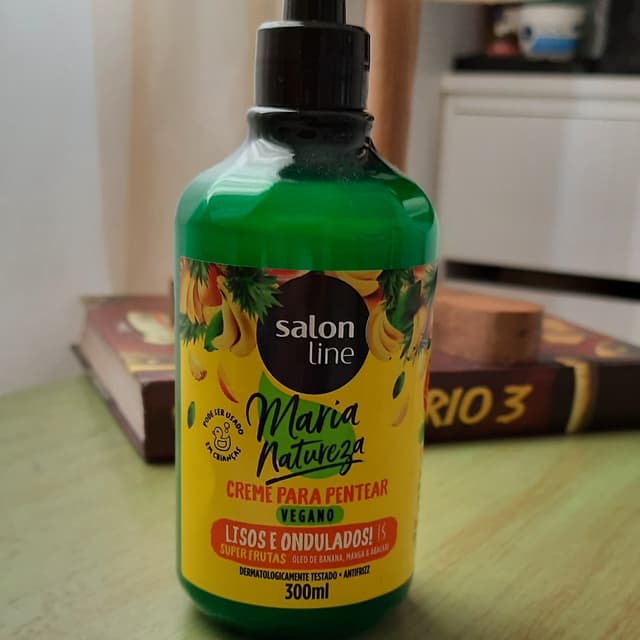 salon
line
Maria
Natureza
PODE SER USADO
EM CRIANÇAS
CREME PARA PENTEAR
VEGANO
LISOS E ONDULADOS!
SUPER FRUTAS ÓLEO DE BANANA, MANGA & ABACAXI
DERMATOLOGICAMENTE TESTADO • ANTIFRIZZ
300ml
RIO 3